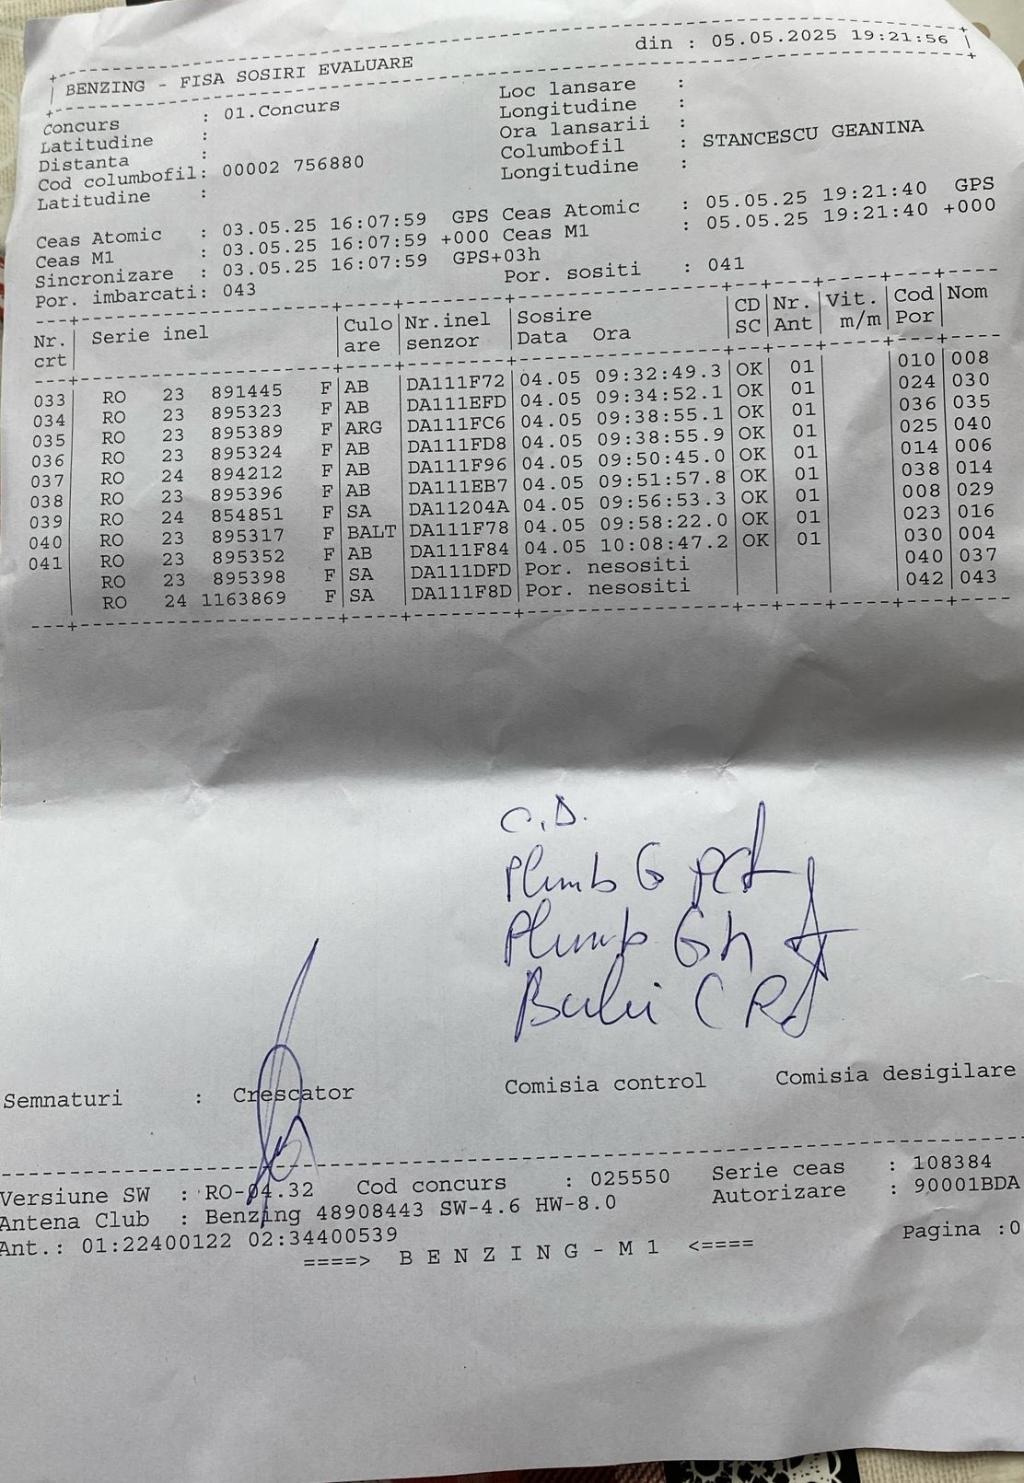 BENZING - FISA SOSIRI EVALUARE din : 05.05.2025 19:21:56
Concurs : 01.Concurs Loc lansare :
Latitudine : Longitudine :
Distanta : Ora lansarii :
Cod columbofil: 00002 756880 Columbofil : STANCESCU GEANINA
Latitudine : Longitudine :
Ceas Atomic : 03.05.25 16:07:59 GPS Ceas Atomic : 05.05.25 19:21:40 GPS
Ceas M1 : 03.05.25 16:07:59 +000 Ceas M1 : 05.05.25 19:21:40 +000
Sincronizare : 03.05.25 16:07:59 GPS+03h
Por. imbarcati: 043 Por. sositi : 041
Nr. Serie inel Culo Nr.inel Sosire CD Nr. Vit. Cod Nom
crt are senzor Data Ora SC Ant m/m Por
033 RO 23 891445 F AB DA111F72 04.05 09:32:49.3 OK 01 010 008
034 RO 23 895323 F AB DA111EFD 04.05 09:34:52.1 OK 01 024 030
035 RO 23 895389 F ARG DA111FC6 04.05 09:38:55.1 OK 01 036 035
036 RO 23 895324 F AB DA111FD8 04.05 09:38:55.9 OK 01 025 040
037 RO 24 894212 F AB DA111F96 04.05 09:50:45.0 OK 01 014 006
038 RO 23 895396 F AB DA111EB7 04.05 09:51:57.8 OK 01 038 014
039 RO 24 854851 F SA DA11204A 04.05 09:56:53.3 OK 01 008 029
040 RO 23 895317 F BALT DA111F78 04.05 09:58:22.0 OK 01 023 016
041 RO 23 895352 F AB DA111F84 04.05 10:08:47.2 OK 01 030 004
RO 23 895398 F SA DA111DFD Por. nesositi 040 037
RO 24 1163869 F SA DA111F8D Por. nesositi 042 043
C.D.
Plumb G
Plumb Gh
C
Semnaturi : Crescator Comisia control Comisia desigilare
Versiune SW : RO-04.32 Cod concurs : 025550 Serie ceas : 108384
Antena Club : Benzing 48908443 SW-4.6 HW-8.0 Autorizare : 90001BDA
Ant.: 01:22400122 02:34400539 Pagina :0
====> B E N Z I N G - M 1 <====